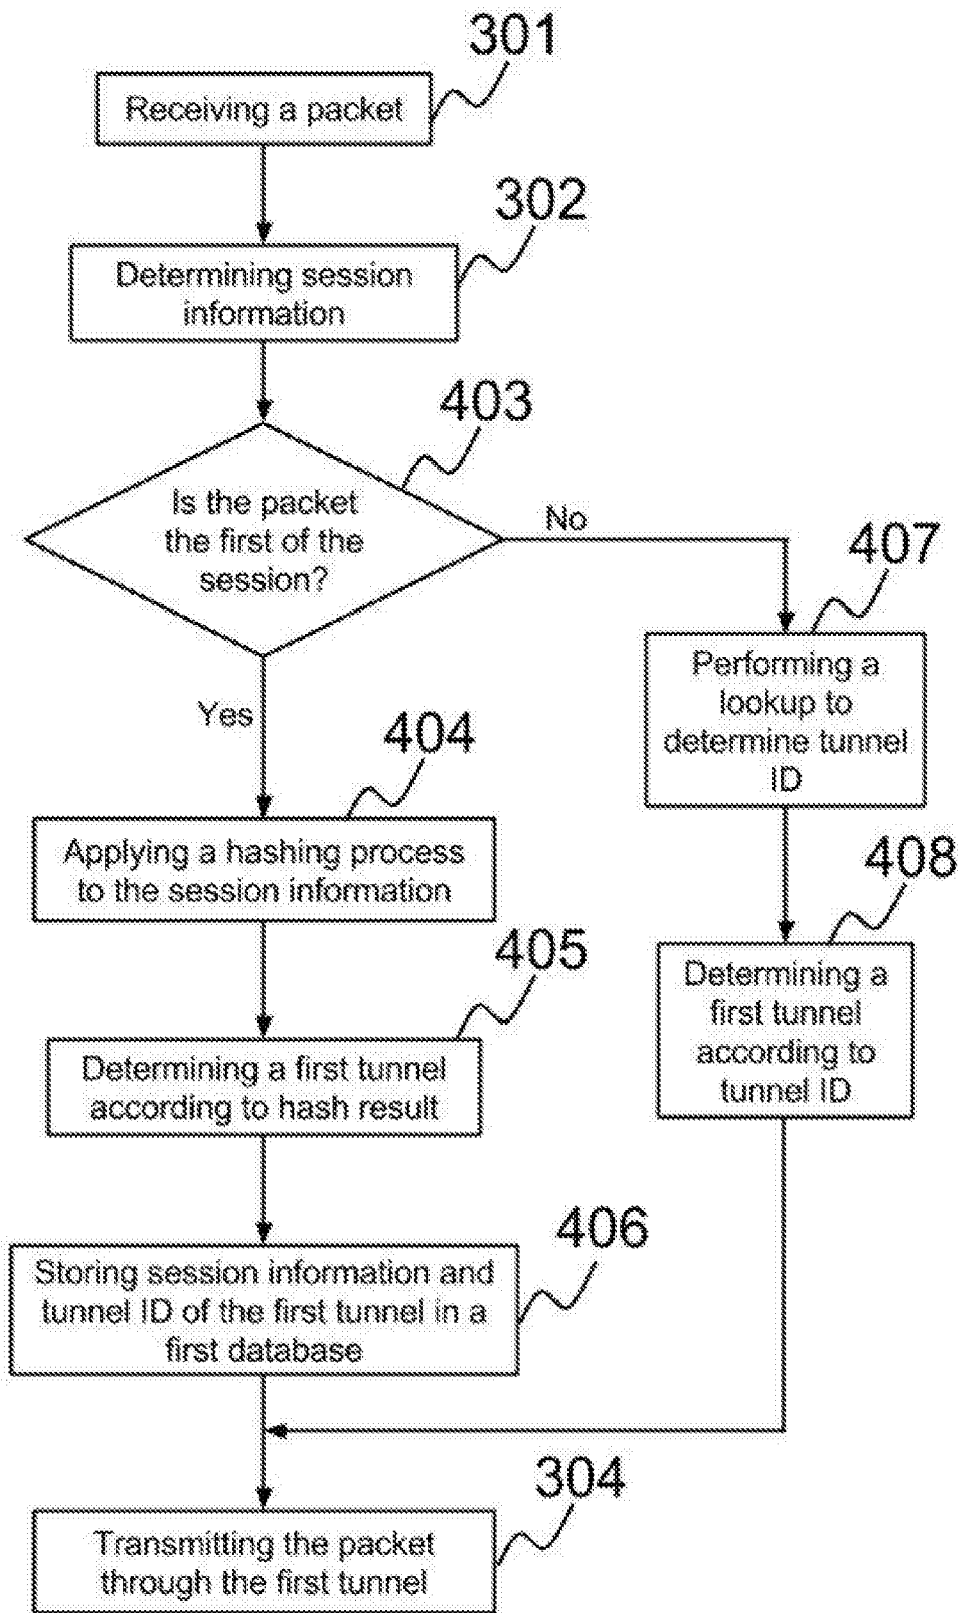 301
Receiving a packet
302
Determining session
information
403
Is the packet
the first of the
session?
No
407
Performing a
lookup to
determine tunnel
ID
Yes
404
Applying a hashing process
to the session information
408
Determining a
first tunnel
according to
tunnel ID
405
Determining a first tunnel
according to hash result
406
Storing session information and
tunnel ID of the first tunnel in a
first database
304
Transmitting the packet
through the first tunnel